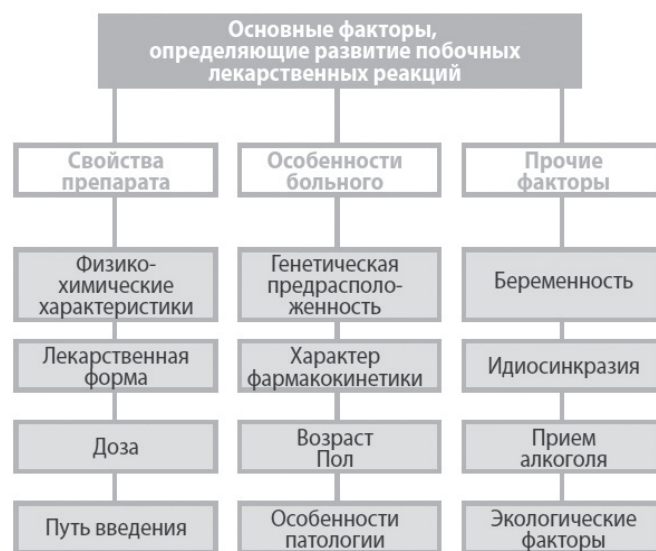 Основные факторы,
определяющие развитие побочных
лекарственных реакций
Свойства
препарата
Особенности
больного
Прочие
факторы
Физико-
химические
характеристики
Генетическая
предрасполо-
женность
Беременность
Лекарственная
форма
Характер
фармакокинетики
Идиосинкразия
Доза
Возраст
Пол
Прием
алкоголя
Путь введения
Особенности
патологии
Экологические
факторы